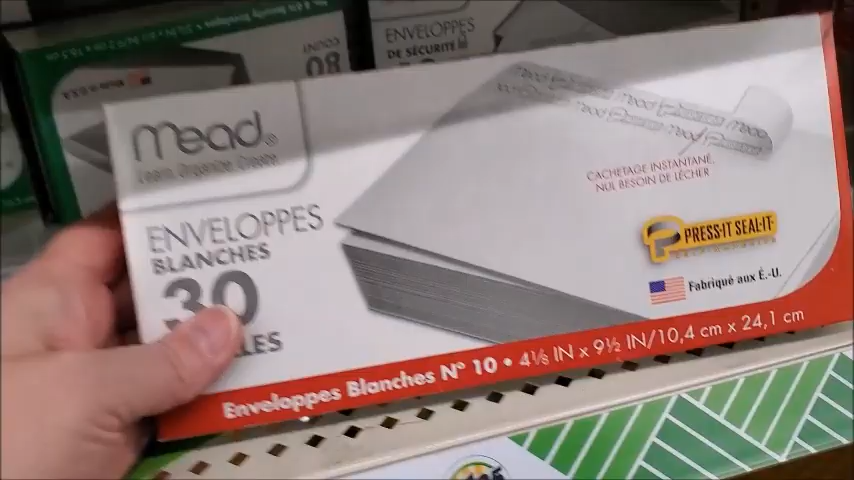 COUNT
80
ENVELOPPES
DE SÉCURITÉ
mead®
Learn. Organize. Create.
ENVELOPPES
BLANCHES
30
CACHETAGE INSTANTANÉ,
NUL BESOIN DE LÉCHER
PRESS-IT SEAL-IT®
Fabriqué aux É.-U.
Enveloppes Blanches Nº 10 • 4⅛ IN x 9½ IN/10,4 cm x 24,1 cm